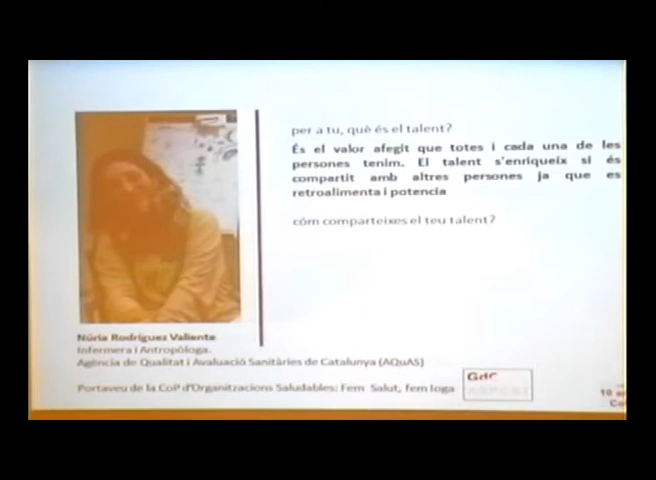 per a tu, què és el talent?
És el valor afegit que totes i cada una de les
persones tenim. El talent s'enriqueix si és
compartit amb altres persones ja que es
retroalimenta i potencia
cóm comparteixes el teu talent?
Núria Rodríguez Valiente
Infermera i Antropòloga.
Agència de Qualitat i Avaluació Sanitàries de Catalunya (AQuAS)
Portaveu de la CoP d'Organitzacions Saludables: Fem Salut, fem Ioga
10